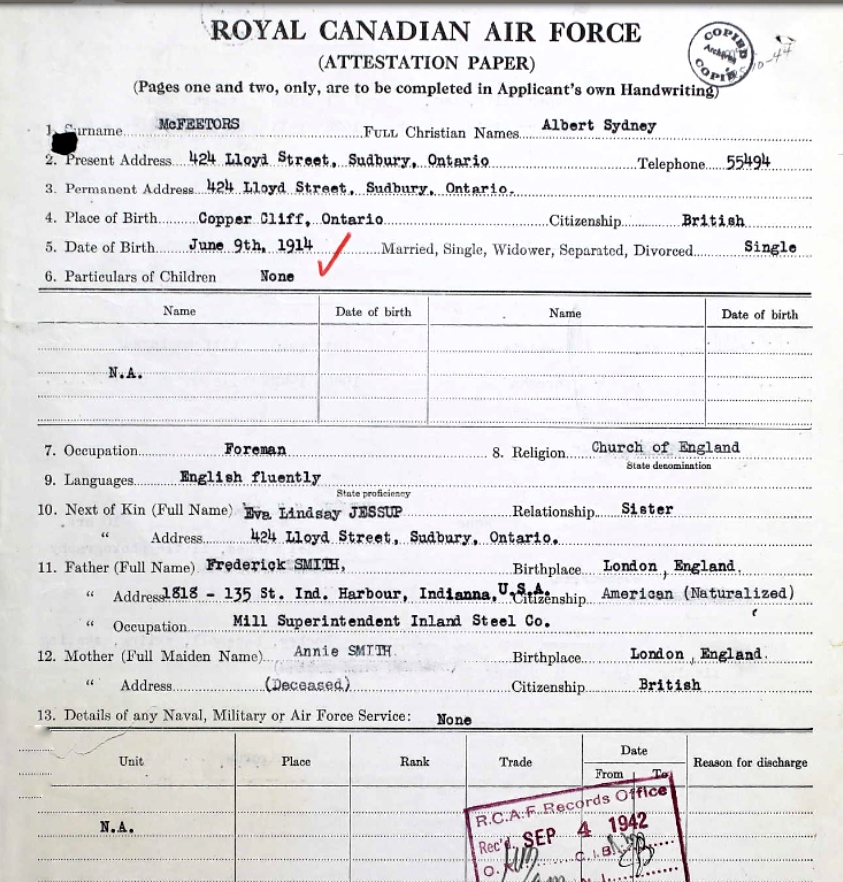 ROYAL CANADIAN AIR FORCE
(ATTESTATION PAPER)
(Pages one and two, only, are to be completed in Applicant's own Handwriting)
COPIED
COPIED
10-47
1. Surname McFEETORS FULL Christian Names Albert Sydney
2. Present Address 424 Lloyd Street, Sudbury, Ontario Telephone 55494
3. Permanent Address 424 Lloyd Street, Sudbury, Ontario.
4. Place of Birth Copper Cliff, Ontario Citizenship British
5. Date of Birth June 9th, 1914 Married, Single, Widower, Separated, Divorced Single
6. Particulars of Children None
Name Date of birth Name Date of birth
N.A.
7. Occupation Foreman 8. Religion Church of England
State denomination
9. Languages English fluently
State proficiency
10. Next of Kin (Full Name) Eva Lindsay JESSUP Relationship Sister
" Address 424 Lloyd Street, Sudbury, Ontario.
11. Father (Full Name) Frederick SMITH, Birthplace London, England.
" Address 1818 - 135 St. Ind. Harbour, Indianna, U.S.A. Citizenship American (Naturalized)
" Occupation Mill Superintendent Inland Steel Co.
12. Mother (Full Maiden Name) Annie SMITH. Birthplace London, England.
" Address (Deceased) Citizenship British
13. Details of any Naval, Military or Air Force Service: None
Unit Place Rank Trade Date Reason for discharge
From To
N.A.
R.C.A.F. Records Office
Rec'd. SEP 4 1942
C.I.B.
O.